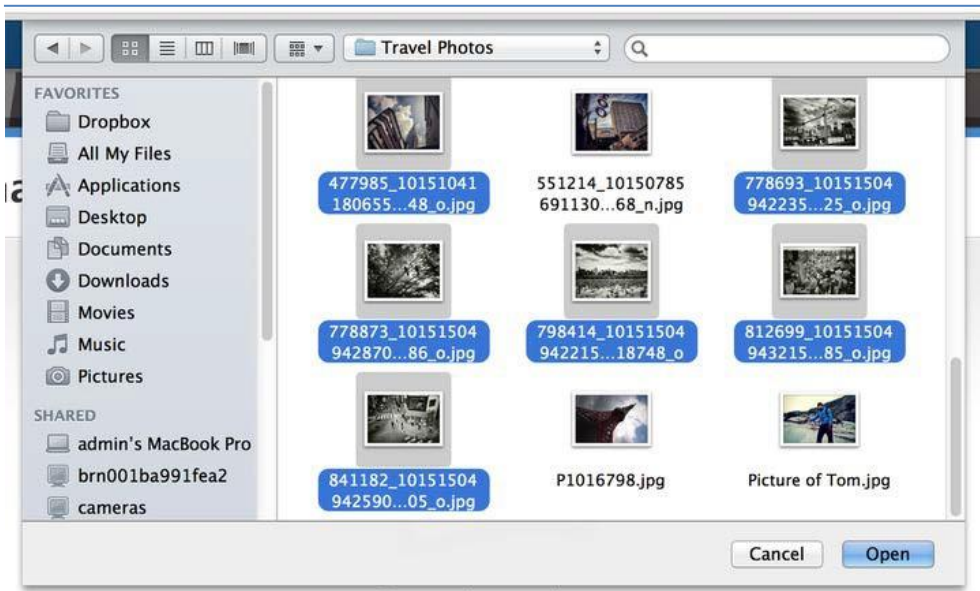 Travel Photos
FAVORITES
Dropbox
All My Files
Applications
Desktop
Documents
Downloads
Movies
Music
Pictures
SHARED
admin's MacBook Pro
brn001ba991fea2
cameras
477985_10151041
180655...48_o.jpg
551214_10150785
691130...68_n.jpg
778693_10151504
942235...25_o.jpg
778873_10151504
942870...86_o.jpg
798414_10151504
942215...18748_o
812699_10151504
943215...85_o.jpg
841182_10151504
942590...05_o.jpg
P1016798.jpg
Picture of Tom.jpg
Cancel
Open